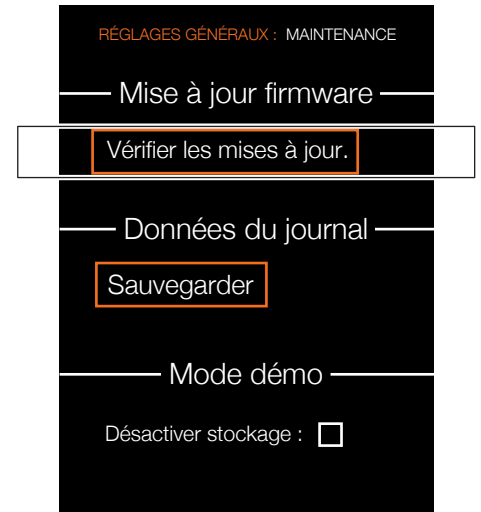 RÉGLAGES GÉNÉRAUX : MAINTENANCE
Mise à jour firmware
Vérifier les mises à jour.
Données du journal
Sauvegarder
Mode démo
Désactiver stockage :